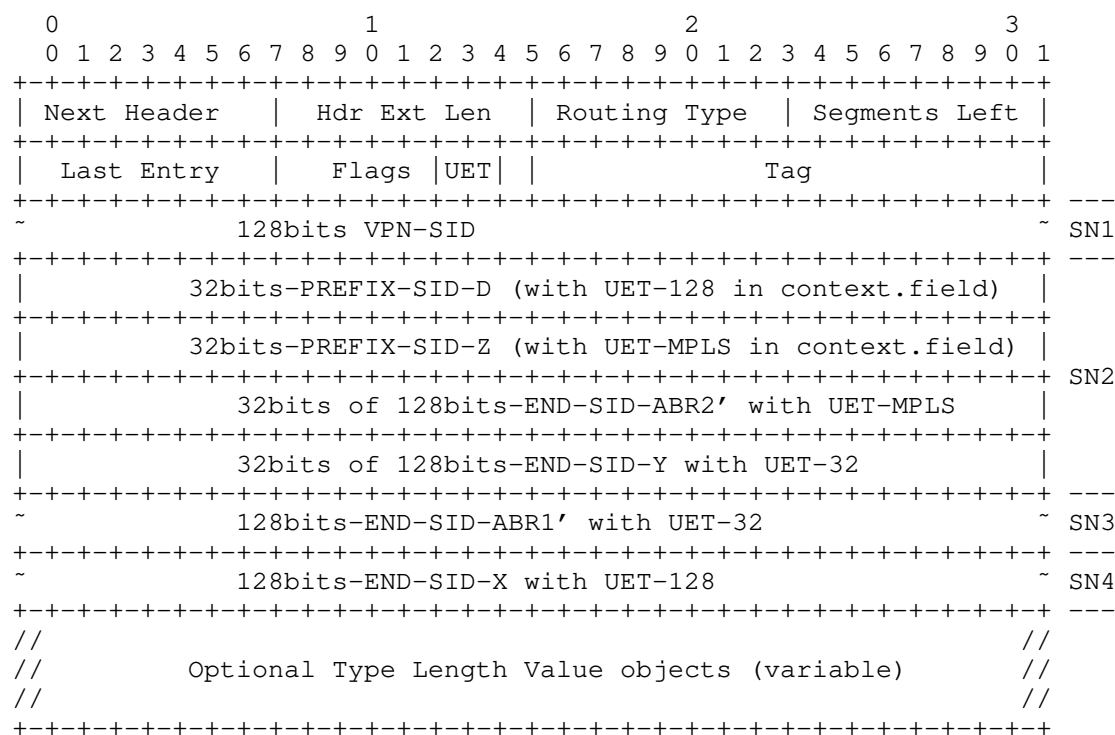 0                   1                   2                   3
    0 1 2 3 4 5 6 7 8 9 0 1 2 3 4 5 6 7 8 9 0 1 2 3 4 5 6 7 8 9 0 1
+-+-+-+-+-+-+-+-+-+-+-+-+-+-+-+-+-+-+-+-+-+-+-+-+-+-+-+-+-+-+-+-+
| Next Header   |  Hdr Ext Len  | Routing Type  | Segments Left |
+-+-+-+-+-+-+-+-+-+-+-+-+-+-+-+-+-+-+-+-+-+-+-+-+-+-+-+-+-+-+-+-+
|  Last Entry   |   Flags |UET| |              Tag              |
+-+-+-+-+-+-+-+-+-+-+-+-+-+-+-+-+-+-+-+-+-+-+-+-+-+-+-+-+-+-+-+-+ ---
~             128bits VPN-SID                                   ~ SN1
+-+-+-+-+-+-+-+-+-+-+-+-+-+-+-+-+-+-+-+-+-+-+-+-+-+-+-+-+-+-+-+-+ ---
|          32bits-PREFIX-SID-D (with UET-128 in context.field)  |
+-+-+-+-+-+-+-+-+-+-+-+-+-+-+-+-+-+-+-+-+-+-+-+-+-+-+-+-+-+-+-+-+
|          32bits-PREFIX-SID-Z (with UET-MPLS in context.field) |
+-+-+-+-+-+-+-+-+-+-+-+-+-+-+-+-+-+-+-+-+-+-+-+-+-+-+-+-+-+-+-+-+ SN2
|             32bits of 128bits-END-SID-ABR2' with UET-MPLS     |
+-+-+-+-+-+-+-+-+-+-+-+-+-+-+-+-+-+-+-+-+-+-+-+-+-+-+-+-+-+-+-+-+
|             32bits of 128bits-END-SID-Y with UET-32           |
+-+-+-+-+-+-+-+-+-+-+-+-+-+-+-+-+-+-+-+-+-+-+-+-+-+-+-+-+-+-+-+-+ ---
~             128bits-END-SID-ABR1' with UET-32                 ~ SN3
+-+-+-+-+-+-+-+-+-+-+-+-+-+-+-+-+-+-+-+-+-+-+-+-+-+-+-+-+-+-+-+-+ ---
~             128bits-END-SID-X with UET-128                    ~ SN4
+-+-+-+-+-+-+-+-+-+-+-+-+-+-+-+-+-+-+-+-+-+-+-+-+-+-+-+-+-+-+-+-+ ---
//                                                             //
//         Optional Type Length Value objects (variable)       //
//                                                             //
+-+-+-+-+-+-+-+-+-+-+-+-+-+-+-+-+-+-+-+-+-+-+-+-+-+-+-+-+-+-+-+-+